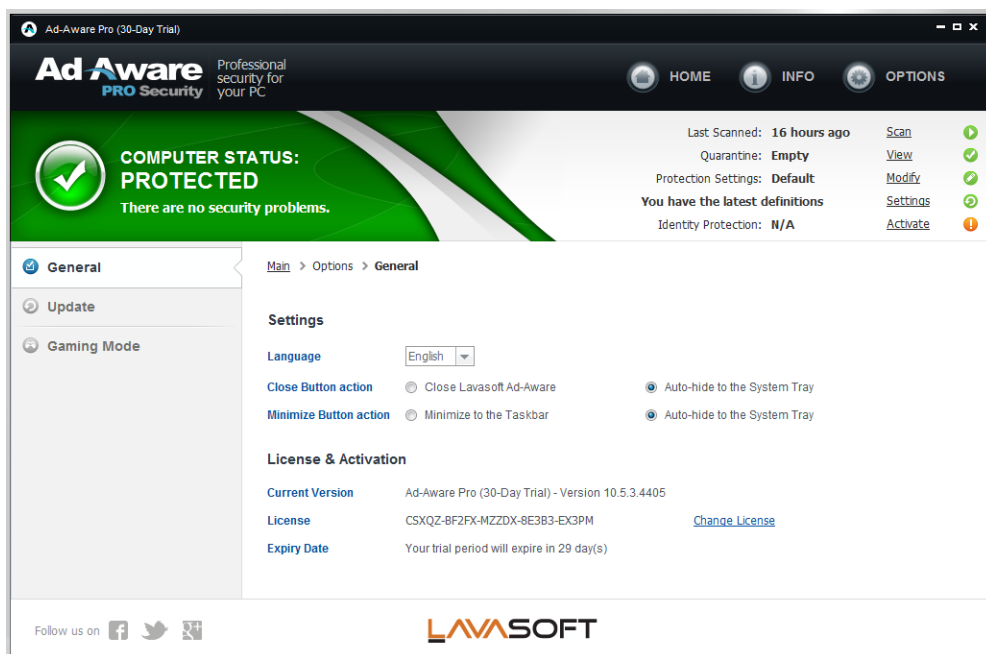 Ad-Aware Pro (30-Day Trial)
Ad-Aware
PRO Security
Professional
security for
your PC
HOME
INFO
OPTIONS
COMPUTER STATUS:
PROTECTED
There are no security problems.
Last Scanned: 16 hours ago Scan
Quarantine: Empty View
Protection Settings: Default Modify
You have the latest definitions Settings
Identity Protection: N/A Activate
General
Update
Gaming Mode
Main > Options > General
Settings
Language English
Close Button action Close Lavasoft Ad-Aware Auto-hide to the System Tray
Minimize Button action Minimize to the Taskbar Auto-hide to the System Tray
License & Activation
Current Version Ad-Aware Pro (30-Day Trial) - Version 10.5.3.4405
License CSXQZ-BF2FX-MZZDX-8E3B3-EX3PM Change License
Expiry Date Your trial period will expire in 29 day(s)
Follow us on
LAVASOFT